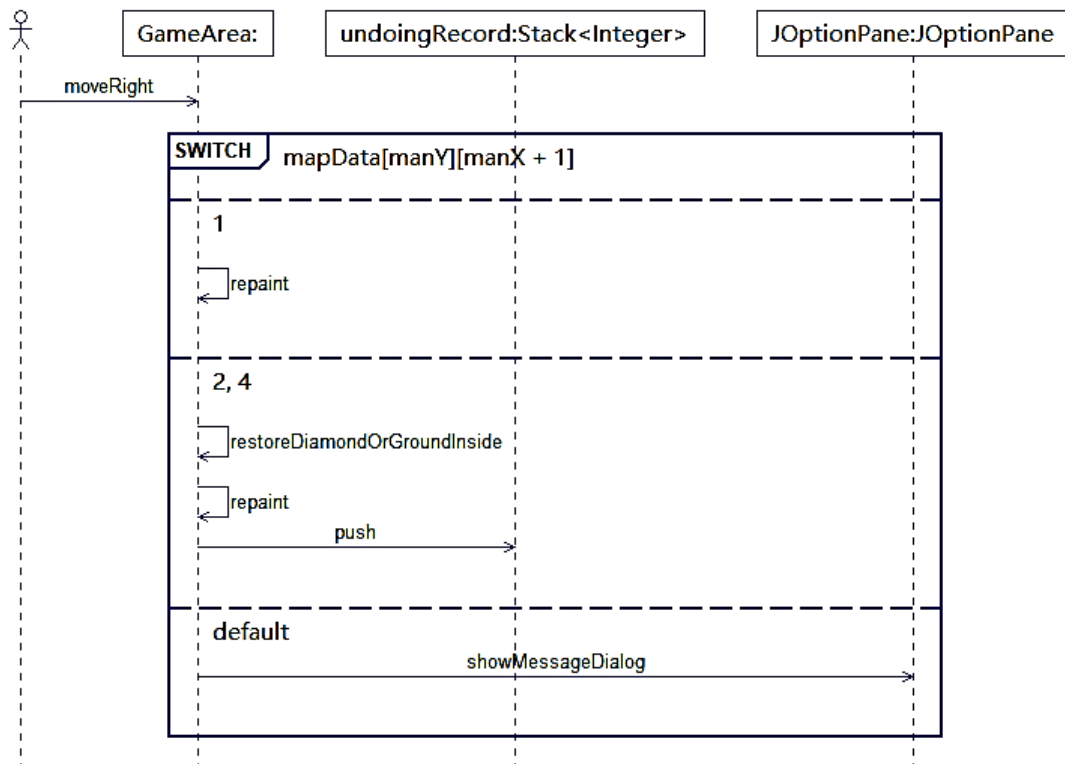 GameArea:
undoingRecord:Stack<Integer>
JOptionPane:JOptionPane
moveRight
SWITCH
mapData[manY][manX + 1]
1
repaint
2, 4
restoreDiamondOrGroundInside
repaint
push
default
showMessageDialog